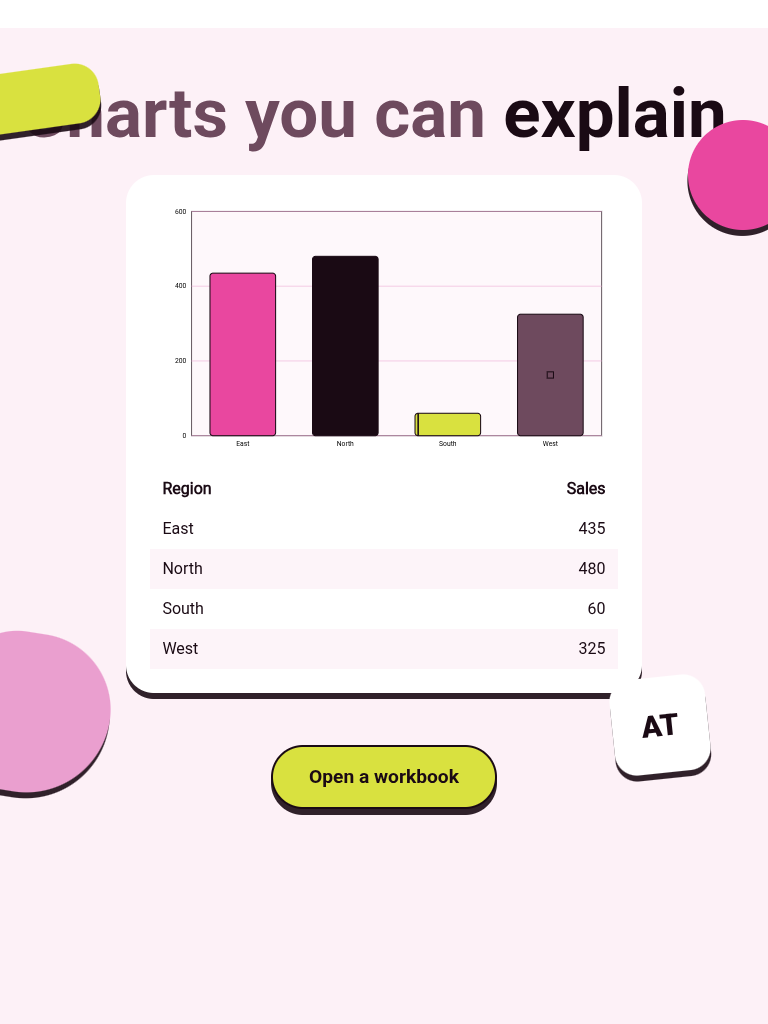 Charts you can explain
600
400
200
0
East North South West
Region Sales
East 435
North 480
South 60
West 325
AT
Open a workbook